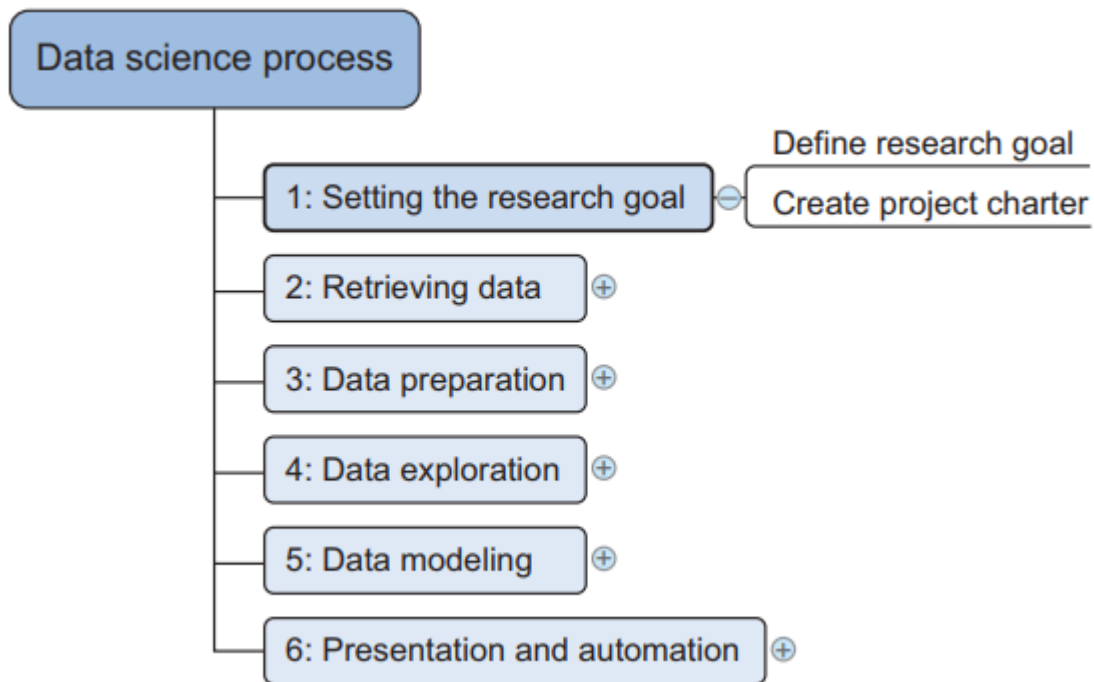 Data science process
Define research goal
1: Setting the research goal
Create project charter
2: Retrieving data
3: Data preparation
4: Data exploration
5: Data modeling
6: Presentation and automation